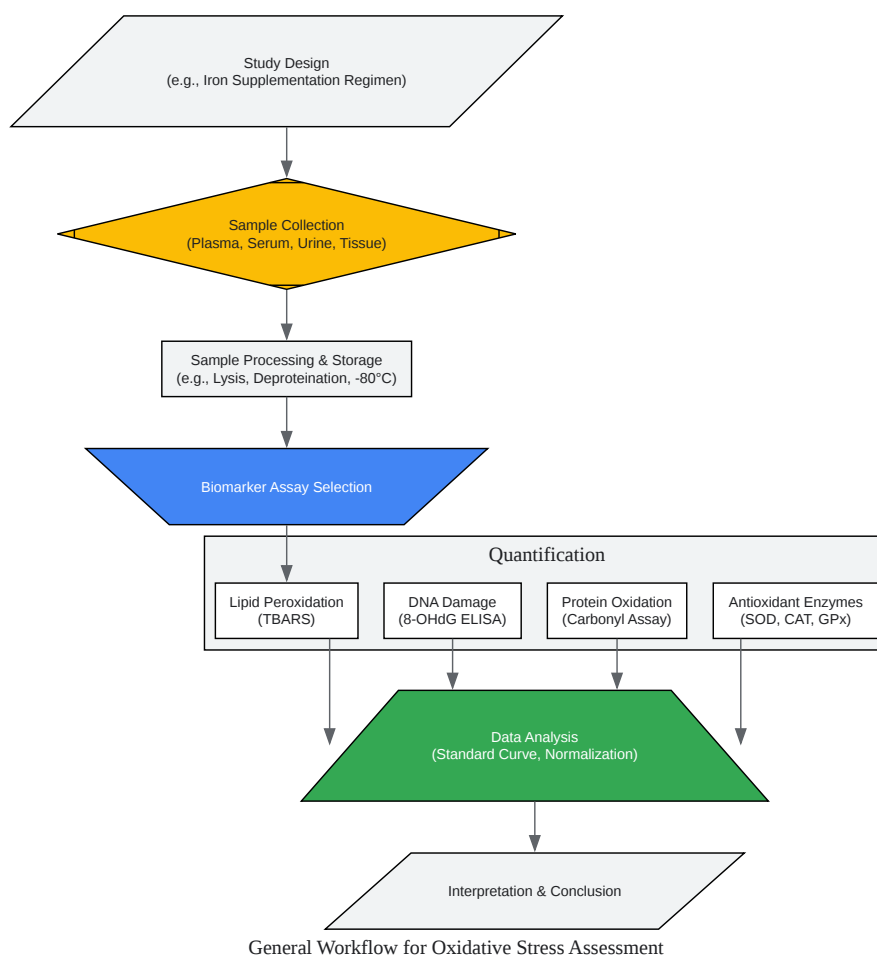 Study Design
(e.g., Iron Supplementation Regimen)
Sample Collection
(Plasma, Serum, Urine, Tissue)
Sample Processing & Storage
(e.g., Lysis, Deproteination, -80°C)
Biomarker Assay Selection
Quantification
Lipid Peroxidation
(TBARS)
DNA Damage
(8-OHdG ELISA)
Protein Oxidation
(Carbonyl Assay)
Antioxidant Enzymes
(SOD, CAT, GPx)
Data Analysis
(Standard Curve, Normalization)
Interpretation & Conclusion
General Workflow for Oxidative Stress Assessment